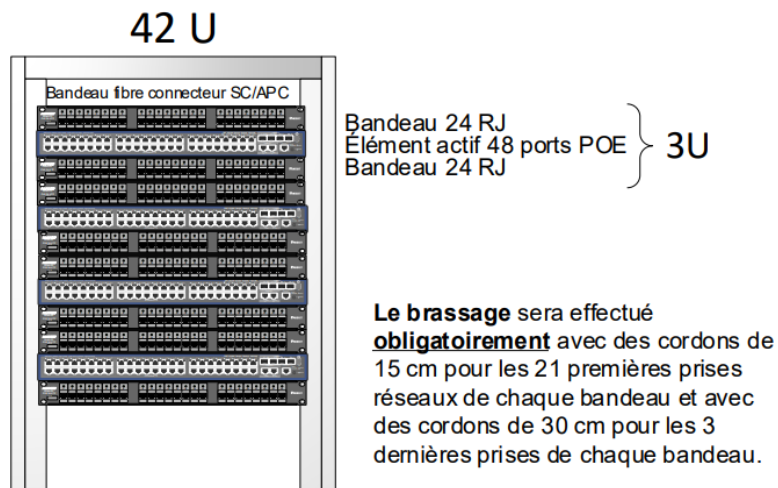 42 U
Bandeau fibre connecteur SC/APC
Bandeau 24 RJ
Élément actif 48 ports POE
Bandeau 24 RJ
3U
Le brassage sera effectué
obligatoirement avec des cordons de
15 cm pour les 21 premières prises
réseaux de chaque bandeau et avec
des cordons de 30 cm pour les 3
dernières prises de chaque bandeau.